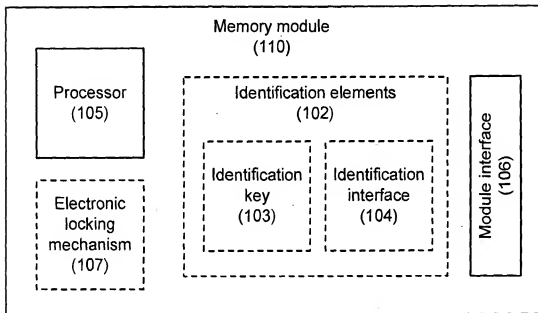 Memory module
(110)
Processor
(105)
Identification elements
(102)
Identification
key
(103)
Identification
interface
(104)
Electronic
locking
mechanism
(107)
Module interface
(106)